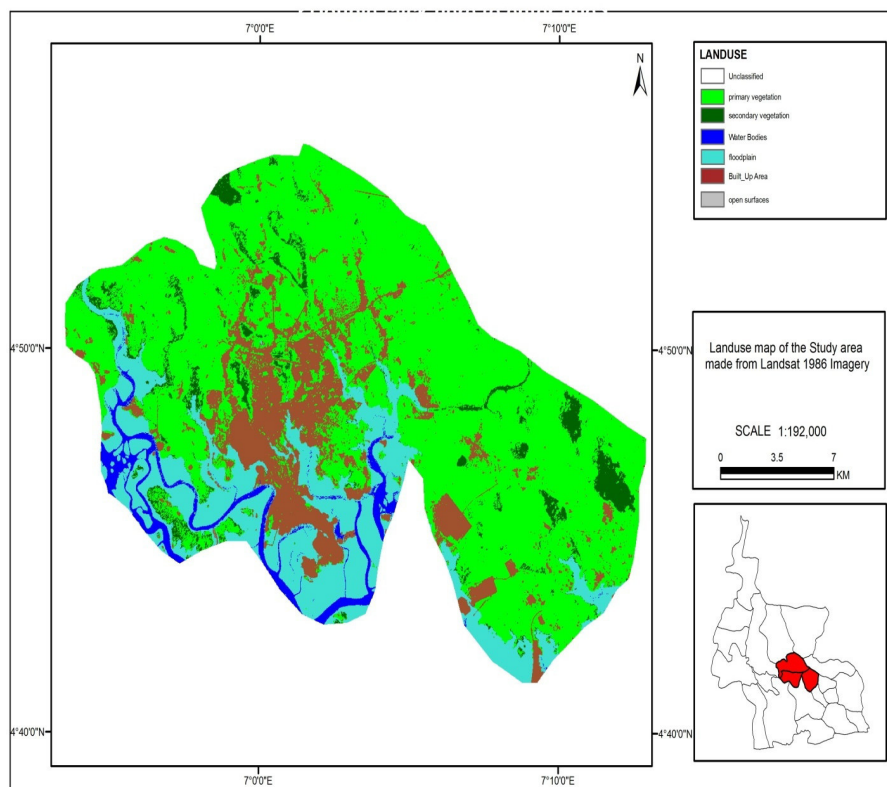 7°0'0"E
7°10'0"E
N
4°50'0"N
4°40'0"N
4°50'0"N
4°40'0"N
7°0'0"E
7°10'0"E
LANDUSE
Unclassified
primary vegetation
secondary vegetation
Water Bodies
floodplain
Built_Up Area
open surfaces
Landuse map of the Study area
made from Landsat 1986 Imagery
SCALE 1:192,000
0 3.5 7
KM